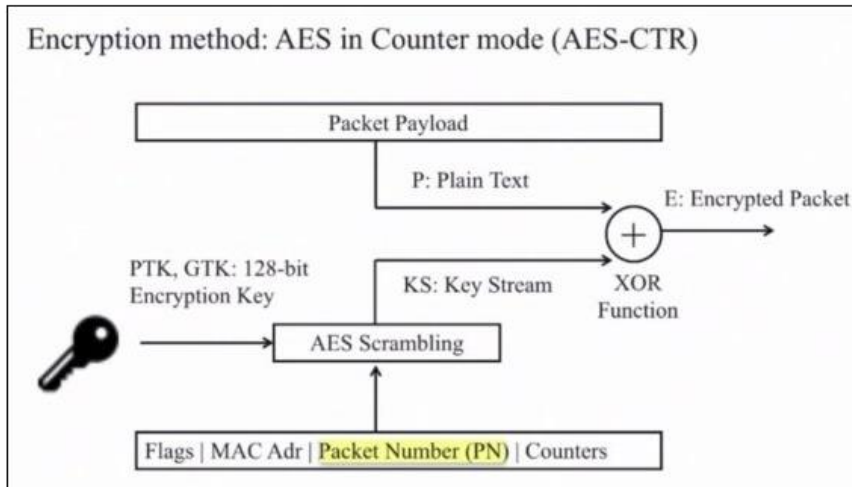 Encryption method: AES in Counter mode (AES-CTR)
Packet Payload
P: Plain Text
E: Encrypted Packet
+
PTK, GTK: 128-bit
Encryption Key
KS: Key Stream
XOR
Function
AES Scrambling
Flags | MAC Adr | Packet Number (PN) | Counters